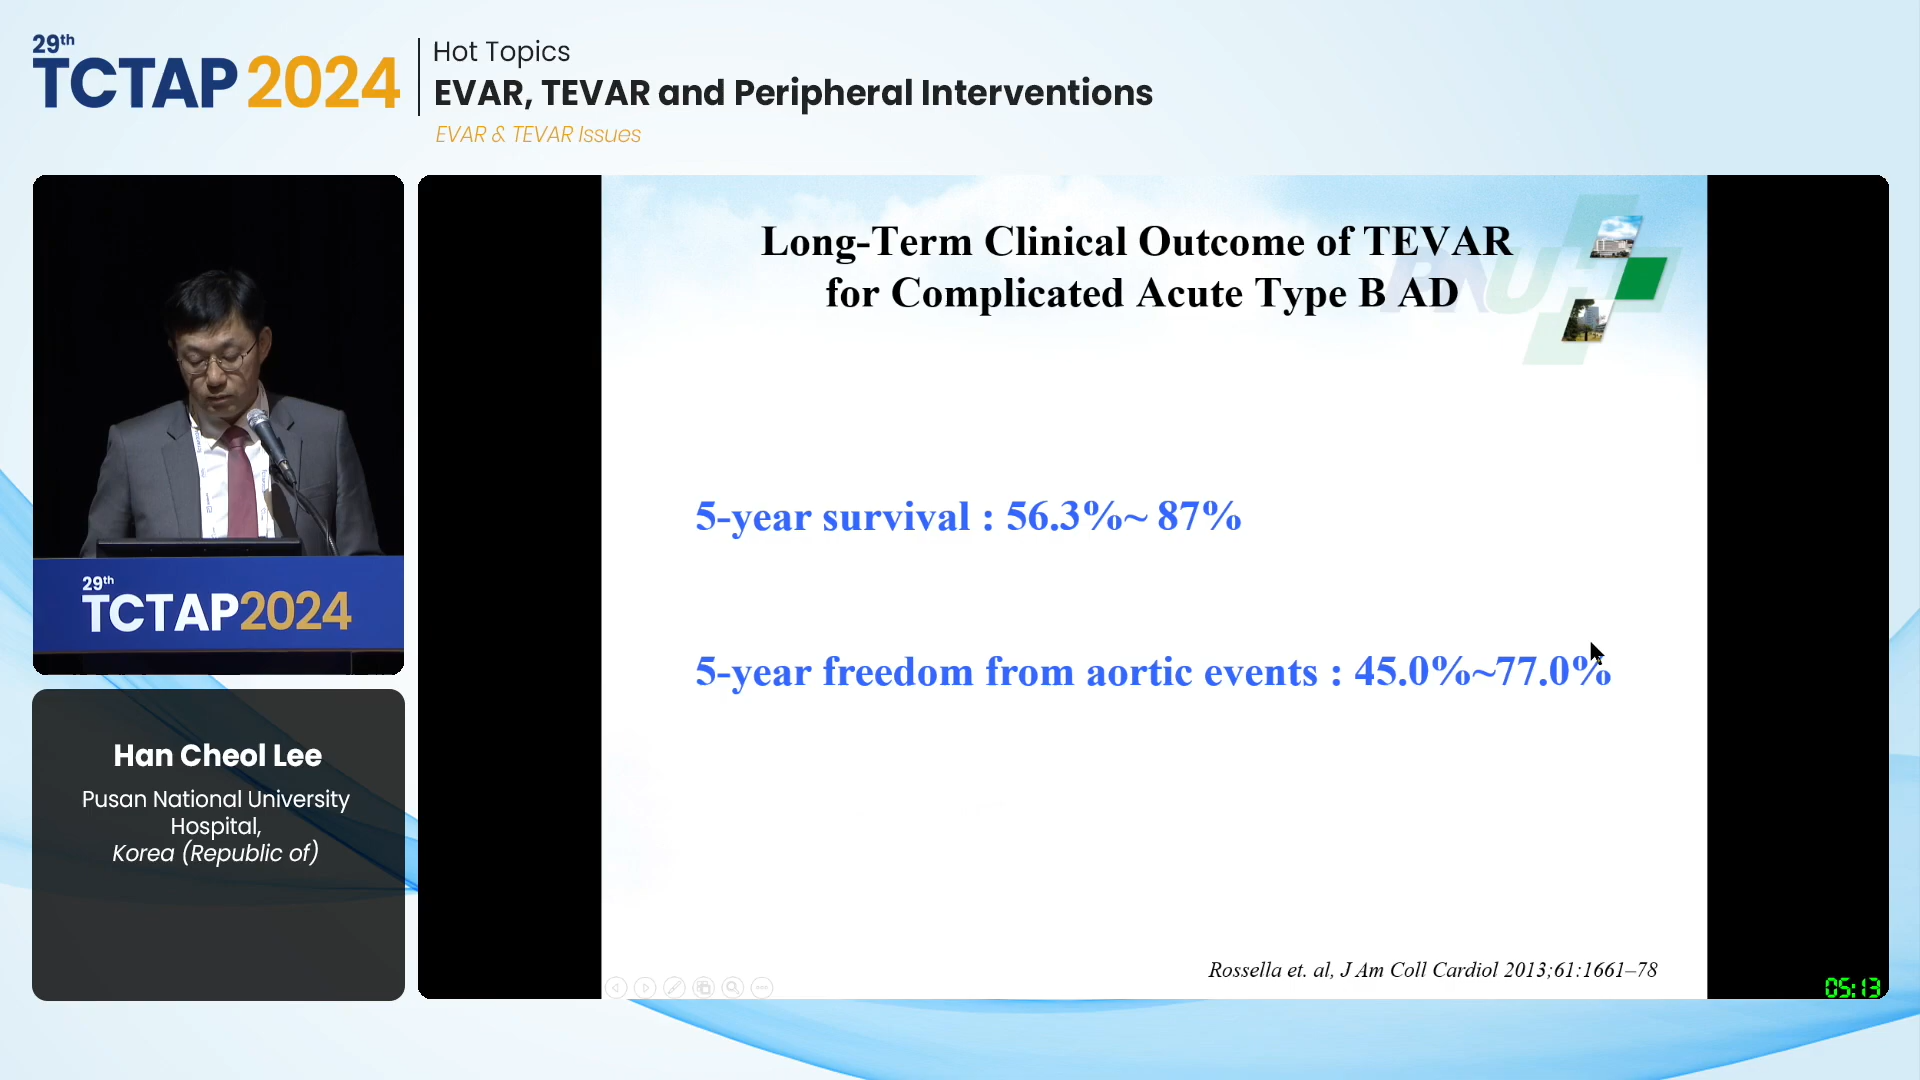 29th
TCTAP 2024
Hot Topics
EVAR, TEVAR and Peripheral Interventions
EVAR & TEVAR Issues
29th
TCTAP2024
Han Cheol Lee
Pusan National University
Hospital,
Korea (Republic of)
Long-Term Clinical Outcome of TEVAR
for Complicated Acute Type B AD
PNUH
5-year survival : 56.3%~ 87%
5-year freedom from aortic events : 45.0%~77.0%
Rossella et. al, J Am Coll Cardiol 2013;61:1661–78
05:13